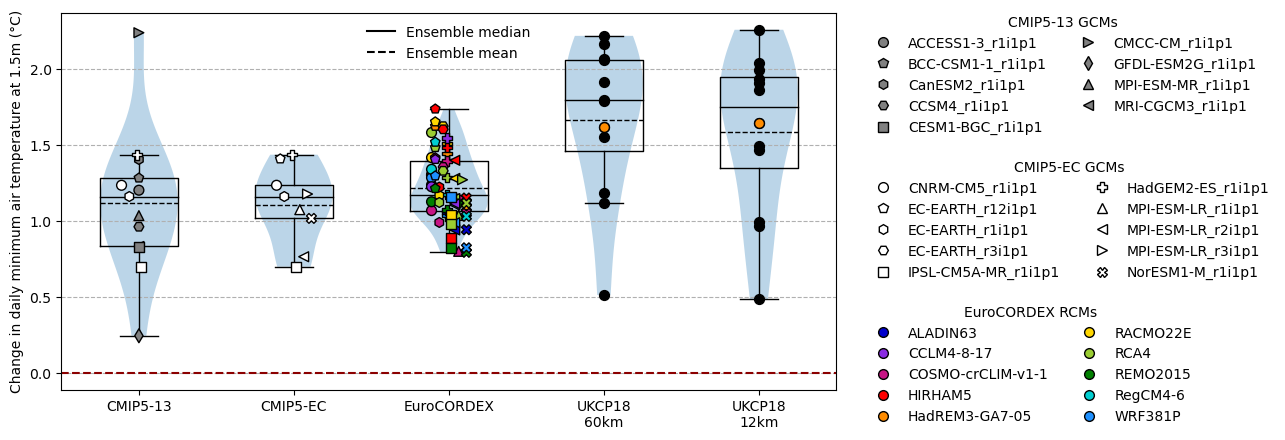 Change in daily minimum air temperature at 1.5m (°C)
2.0
1.5
1.0
0.5
0.0
Ensemble median
Ensemble mean
CMIP5-13
CMIP5-EC
EuroCORDEX
UKCP18
60km
UKCP18
12km
CMIP5-13 GCMs
ACCESS1-3_r1i1p1
BCC-CSM1-1_r1i1p1
CanESM2_r1i1p1
CCSM4_r1i1p1
CESM1-BGC_r1i1p1
CMCC-CM_r1i1p1
GFDL-ESM2G_r1i1p1
MPI-ESM-MR_r1i1p1
MRI-CGCM3_r1i1p1
CMIP5-EC GCMs
CNRM-CM5_r1i1p1
EC-EARTH_r12i1p1
EC-EARTH_r1i1p1
EC-EARTH_r3i1p1
IPSL-CM5A-MR_r1i1p1
HadGEM2-ES_r1i1p1
MPI-ESM-LR_r1i1p1
MPI-ESM-LR_r2i1p1
MPI-ESM-LR_r3i1p1
NorESM1-M_r1i1p1
EuroCORDEX RCMs
ALADIN63
CCLM4-8-17
COSMO-crCLIM-v1-1
HIRHAM5
HadREM3-GA7-05
RACMO22E
RCA4
REMO2015
RegCM4-6
WRF381P